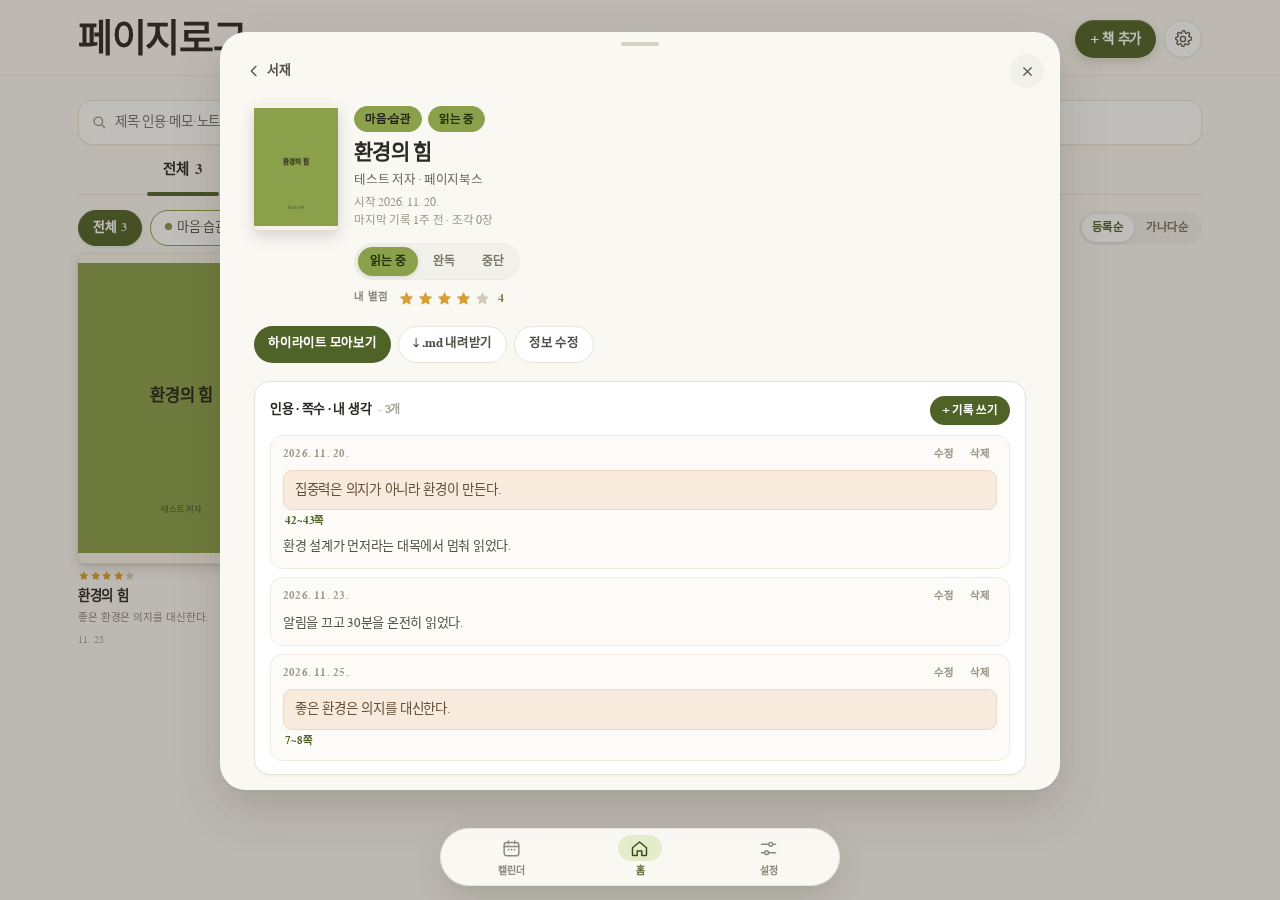 페이지로그
+ 책 추가
제목·인용·메모·노트
전체 3
전체 3
마음·습관
등록순 가나다순
환경의 힘
테스트 저자
환경의 힘
좋은 환경은 의지를 대신한다.
11. 25.
서재
환경의 힘
테스트 저자
마음·습관 읽는 중
환경의 힘
테스트 저자 · 페이지북스
시작 2026. 11. 20.
마지막 기록 1주 전 · 조각 0장
읽는 중 완독 중단
내 별점 4
하이라이트 모아보기 ↓ .md 내려받기 정보 수정
인용 · 쪽수 · 내 생각 · 3개
+ 기록 쓰기
2026. 11. 20. 수정 삭제
집중력은 의지가 아니라 환경이 만든다.
42~43쪽
환경 설계가 먼저라는 대목에서 멈춰 읽었다.
2026. 11. 23. 수정 삭제
알림을 끄고 30분을 온전히 읽었다.
2026. 11. 25. 수정 삭제
좋은 환경은 의지를 대신한다.
7~8쪽
캘린더 홈 설정